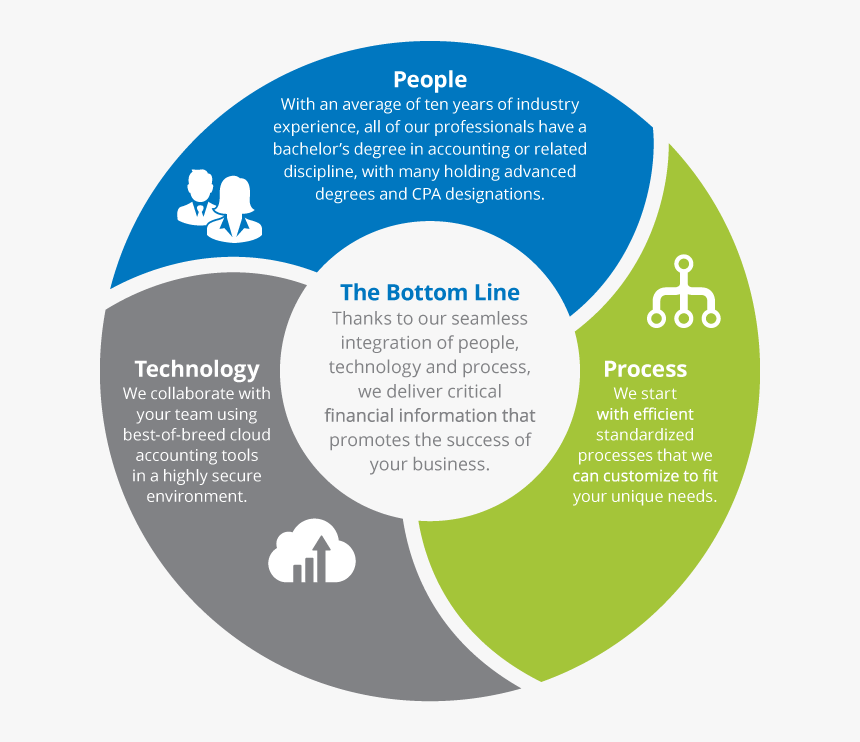 People
With an average of ten years of industry
experience, all of our professionals have a
bachelor’s degree in accounting or related
discipline, with many holding advanced
degrees and CPA designations.
The Bottom Line
Thanks to our seamless
integration of people,
technology and process,
we deliver critical
financial information that
promotes the success of
your business.
Technology
We collaborate with
your team using
best-of-breed cloud
accounting tools
in a highly secure
environment.
Process
We start
with efficient
standardized
processes that we
can customize to fit
your unique needs.